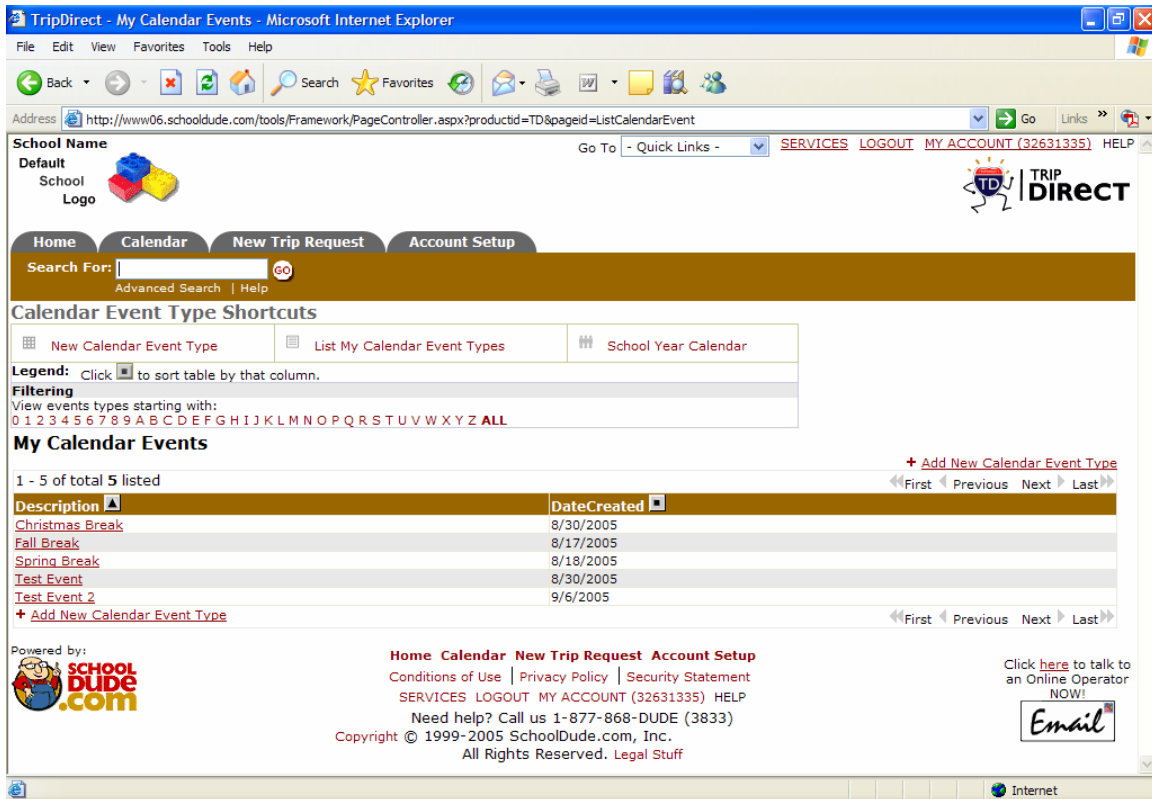 TripDirect - My Calendar Events - Microsoft Internet Explorer
File Edit View Favorites Tools Help
Back Search Favorites
Address http://www06.schooldude.com/tools/Framework/PageController.aspx?productid=TD&pageid=ListCalendarEvent Go Links »
School Name Go To - Quick Links - SERVICES LOGOUT MY ACCOUNT (32631335) HELP
Default
School
Logo
TD TRIP
DIRECT
Home Calendar New Trip Request Account Setup
Search For: GO
Advanced Search | Help
Calendar Event Type Shortcuts
New Calendar Event Type List My Calendar Event Types School Year Calendar
Legend: Click to sort table by that column.
Filtering
View events types starting with:
0 1 2 3 4 5 6 7 8 9 A B C D E F G H I J K L M N O P Q R S T U V W X Y Z ALL
My Calendar Events
+ Add New Calendar Event Type
1 - 5 of total 5 listed First Previous Next Last
Description DateCreated
Christmas Break 8/30/2005
Fall Break 8/17/2005
Spring Break 8/18/2005
Test Event 8/30/2005
Test Event 2 9/6/2005
+ Add New Calendar Event Type First Previous Next Last
Powered by:
SCHOOL
DUDE
.com
Home Calendar New Trip Request Account Setup
Conditions of Use | Privacy Policy | Security Statement
SERVICES LOGOUT MY ACCOUNT (32631335) HELP
Need help? Call us 1-877-868-DUDE (3833)
Copyright © 1999-2005 SchoolDude.com, Inc.
All Rights Reserved. Legal Stuff
Click here to talk to
an Online Operator
NOW!
Email
Internet